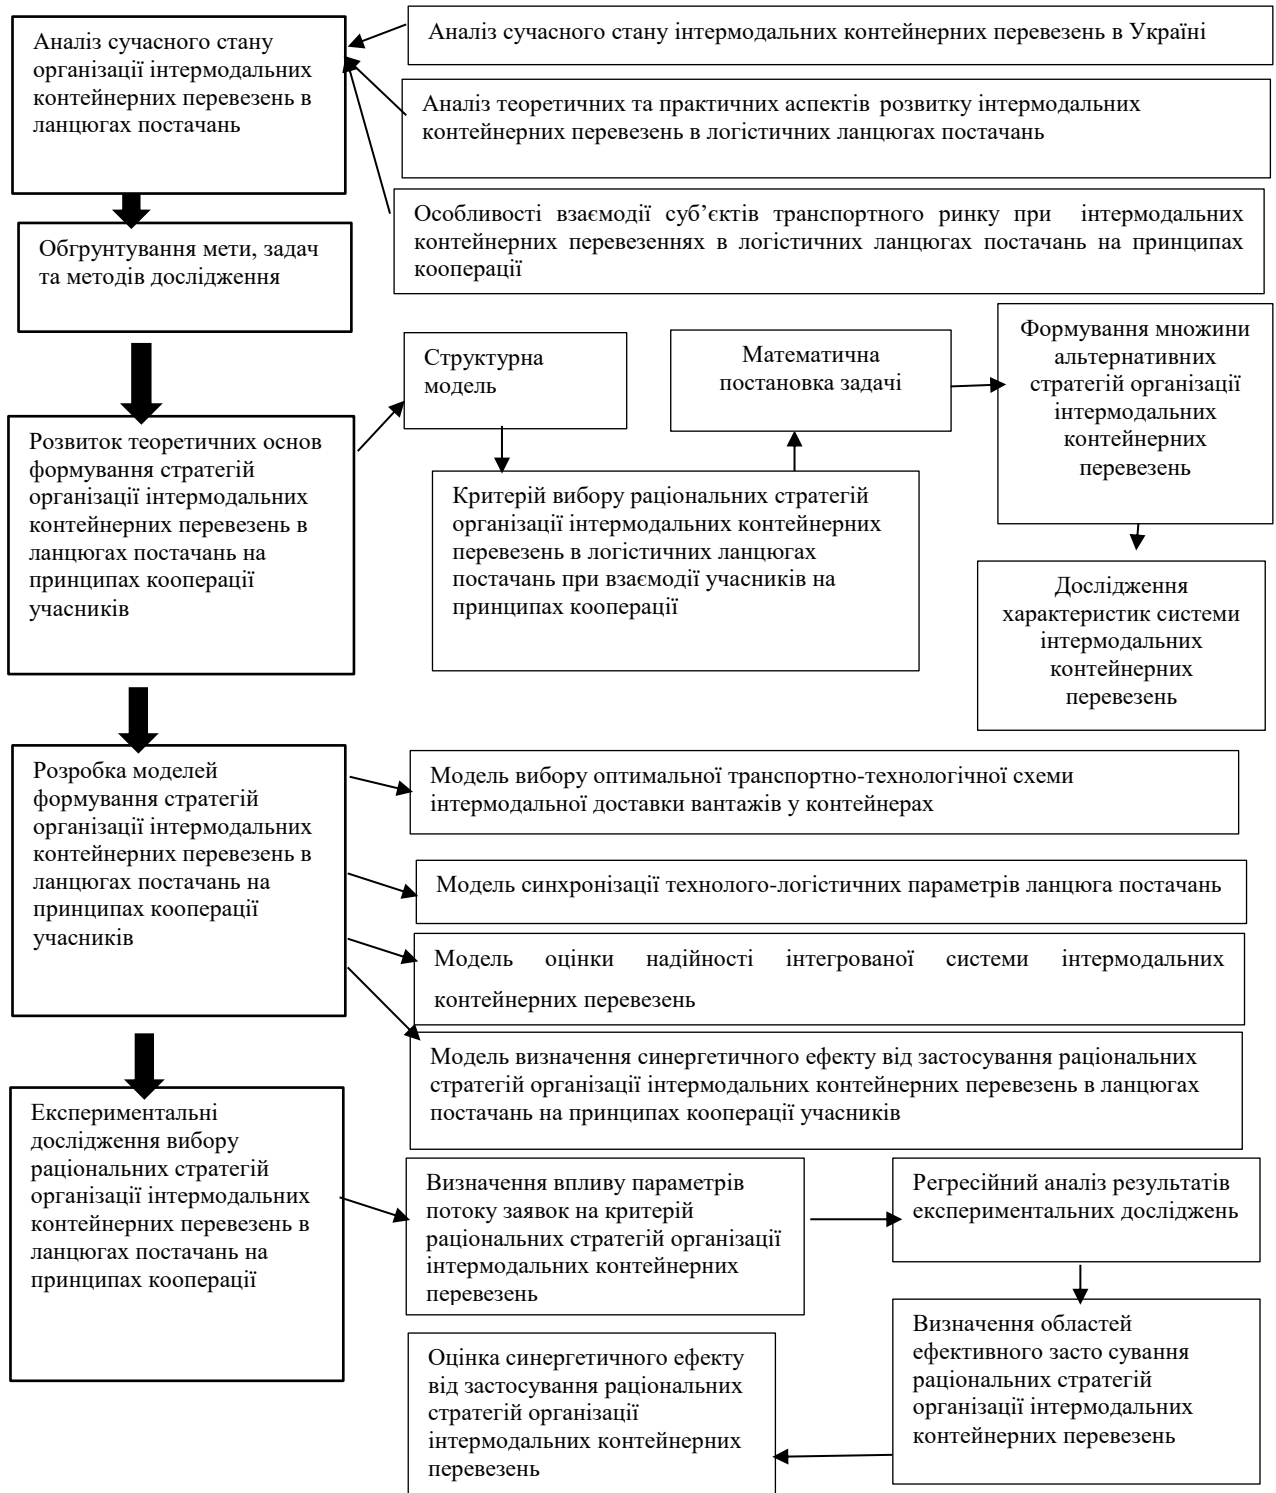 Аналіз сучасного стану
організації інтермодальних
контейнерних перевезень в
ланцюгах постачань
Аналіз сучасного стану інтермодальних контейнерних перевезень в Україні
Аналіз теоретичних та практичних аспектів розвитку інтермодальних
контейнерних перевезень в логістичних ланцюгах постачань
Особливості взаємодії суб’єктів транспортного ринку при інтермодальних
контейнерних перевезеннях в логістичних ланцюгах постачань на принципах
кооперації
Обгрунтування мети, задач
та методів дослідження
Розвиток теоретичних основ
формування стратегій
організації інтермодальних
контейнерних перевезень в
ланцюгах постачань на
принципах кооперації
учасників
Структурна
модель
Критерій вибору раціональних стратегій
організації інтермодальних контейнерних
перевезень в логістичних ланцюгах
постачань при взаємодії учасників на
принципах кооперації
Математична
постановка задачі
Формування множини
альтернативних
стратегій організації
інтермодальних
контейнерних
перевезень
Дослідження
характеристик системи
інтермодальних
контейнерних
перевезень
Розробка моделей
формування стратегій
організації інтермодальних
контейнерних перевезень в
ланцюгах постачань на
принципах кооперації
учасників
Модель вибору оптимальної транспортно-технологічної схеми
інтермодальної доставки вантажів у контейнерах
Модель синхронізації технолого-логістичних параметрів ланцюга постачань
Модель оцінки надійності інтегрованої системи інтермодальних
контейнерних перевезень
Модель визначення синергетичного ефекту від застосування раціональних
стратегій організації інтермодальних контейнерних перевезень в ланцюгах
постачань на принципах кооперації учасників
Експериментальні
дослідження вибору
раціональних стратегій
організації інтермодальних
контейнерних перевезень в
ланцюгах постачань на
принципах кооперації
Визначення впливу параметрів
потоку заявок на критерій
раціональних стратегій організації
інтермодальних контейнерних
перевезень
Регресійний аналіз результатів
експериментальних досліджень
Визначення областей
ефективного засто сування
раціональних стратегій
організації інтермодальних
контейнерних перевезень
Оцінка синергетичного ефекту
від застосування раціональних
стратегій організації
інтермодальних контейнерних
перевезень